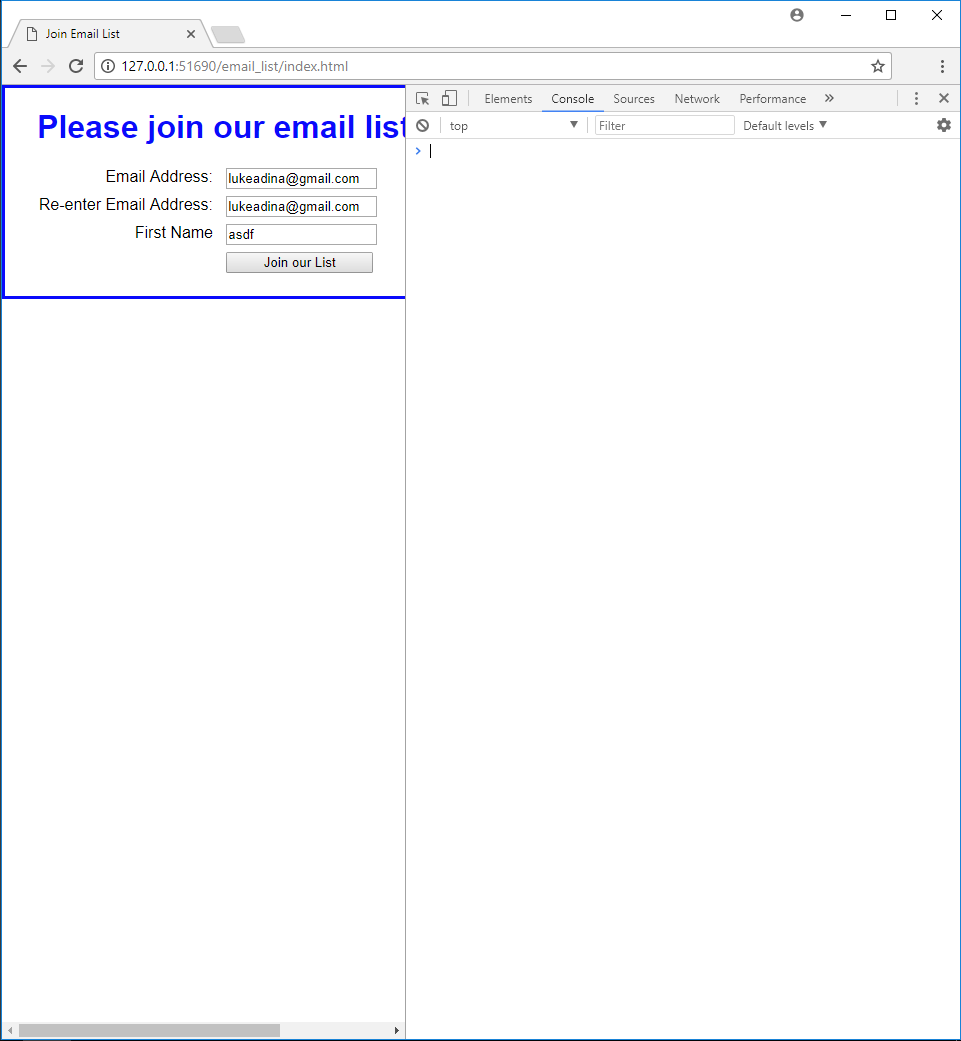 Join Email List
127.0.0.1:51690/email_list/index.html
Please join our email list
Email Address: lukeadina@gmail.com
Re-enter Email Address: lukeadina@gmail.com
First Name asdf
Join our List
Elements Console Sources Network Performance »
top Filter Default levels